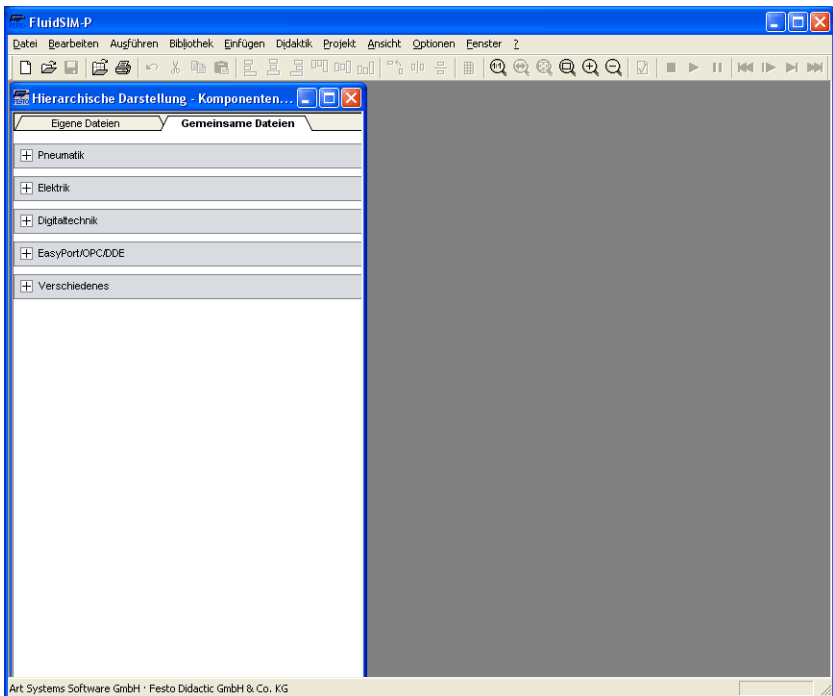 FluidSIM-P
Datei Bearbeiten Ausführen Bibliothek Einfügen Didaktik Projekt Ansicht Optionen Fenster ?
Hierarchische Darstellung - Komponenten...
Eigene Dateien Gemeinsame Dateien
Pneumatik
Elektrik
Digitaltechnik
EasyPort/OPC/DDE
Verschiedenes
Art Systems Software GmbH · Festo Didactic GmbH & Co. KG